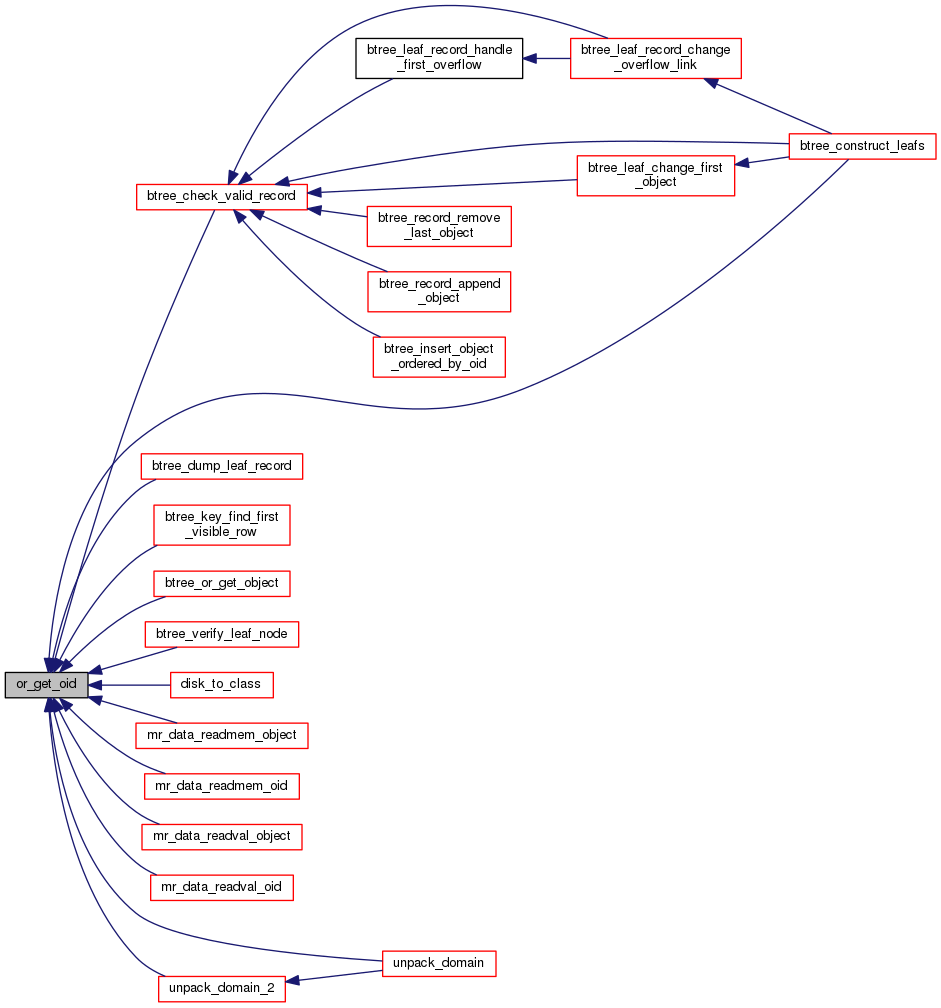 btree_leaf_record_handle
_first_overflow
btree_leaf_record_change
_overflow_link
btree_construct_leafs
btree_leaf_change_first
_object
btree_check_valid_record
btree_record_remove
_last_object
btree_record_append
_object
btree_insert_object
_ordered_by_oid
btree_dump_leaf_record
btree_key_find_first
_visible_row
btree_or_get_object
btree_verify_leaf_node
or_get_oid
disk_to_class
mr_data_readmem_object
mr_data_readmem_oid
mr_data_readval_object
mr_data_readval_oid
unpack_domain
unpack_domain_2